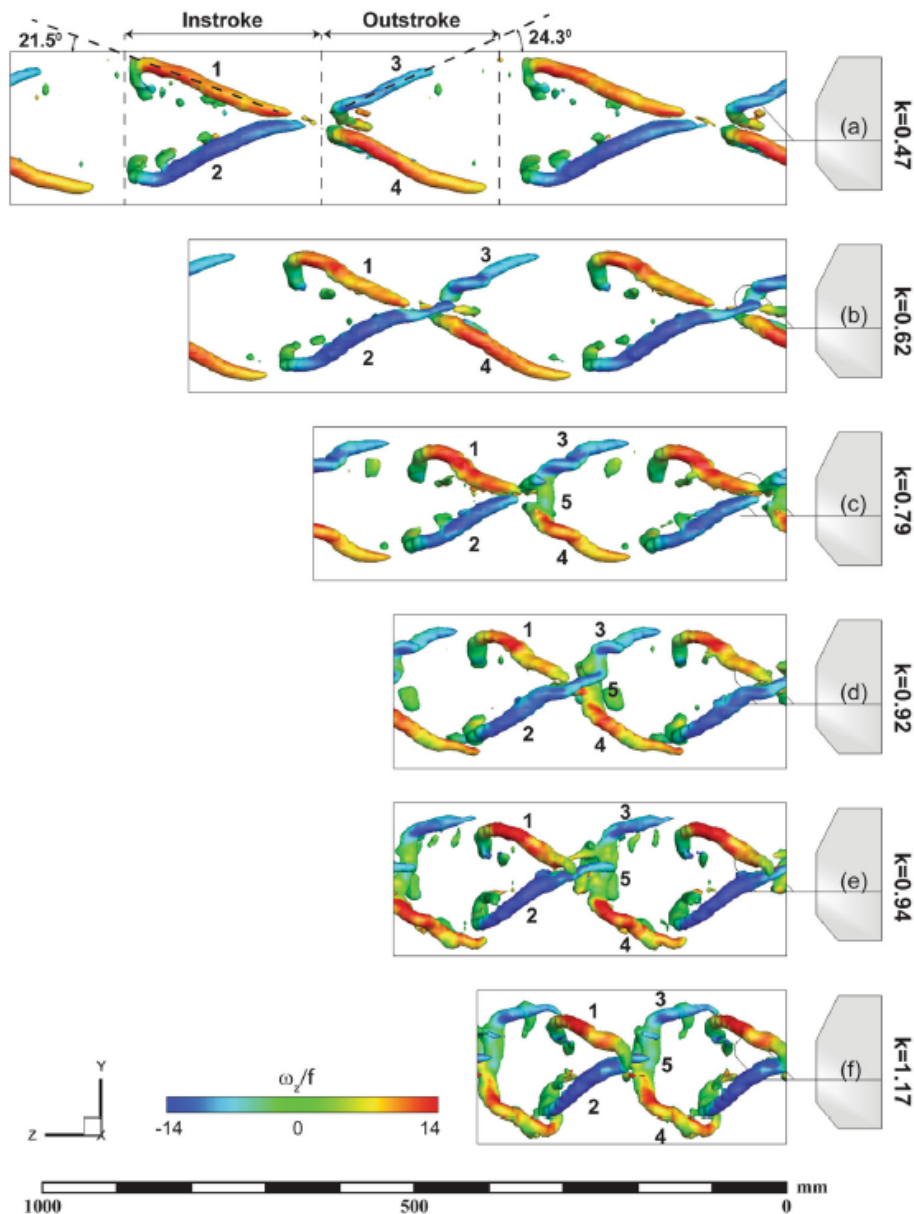 Instroke Outstroke
21.5⁰ 24.3⁰
1 3
2 4
(a)
k=0.47
1 3
2 4
(b)
k=0.62
1 3
5
2 4
(c)
k=0.79
1 3
5
2 4
(d)
k=0.92
1 3
5
2 4
(e)
k=0.94
1 3
5
2 4
(f)
k=1.17
Y
Z X
ω_z/f
-14 0 14
mm
1000 500 0